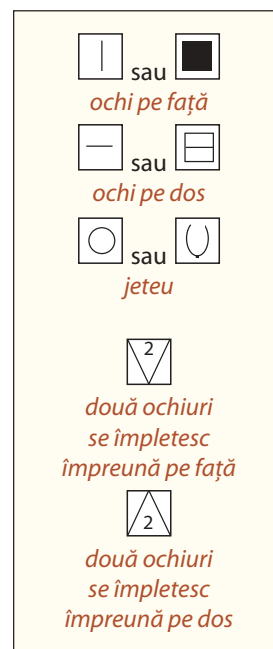 sau
ochi pe față
sau
ochi pe dos
sau
jeteu
2
două ochiuri
se împletesc
împreună pe față
2
două ochiuri
se împletesc
împreună pe dos